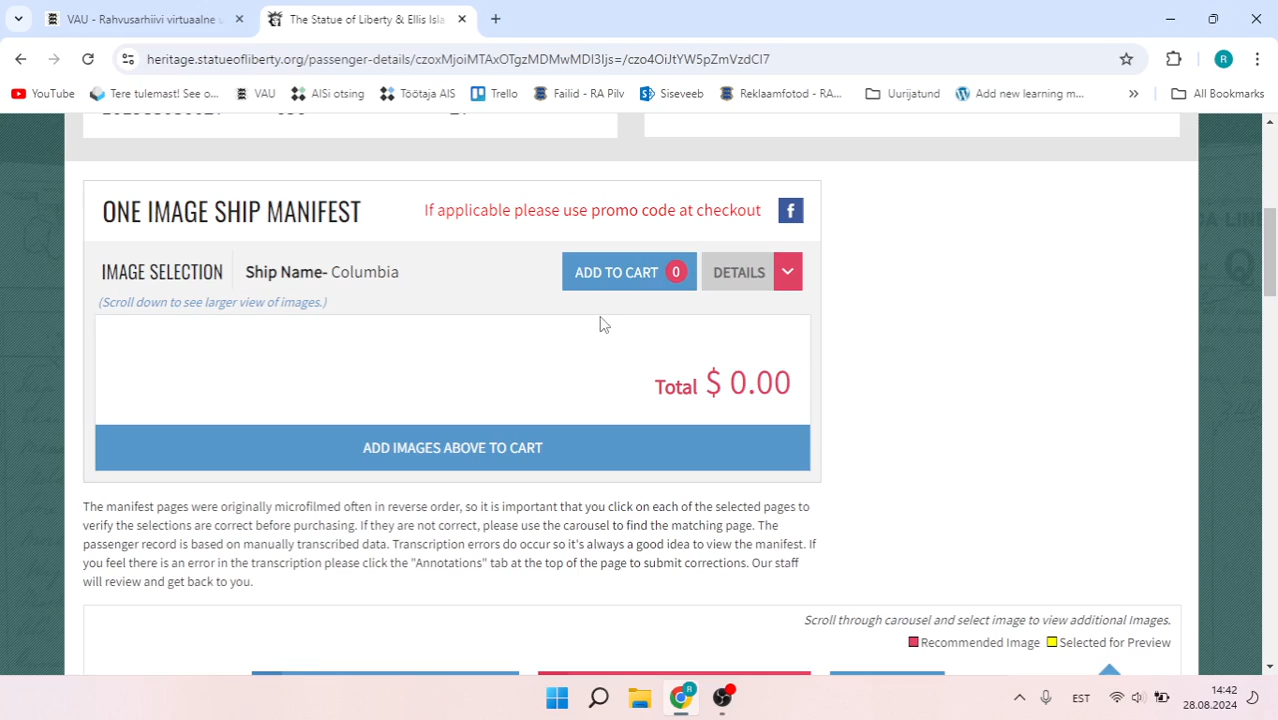 VAU - Rahvusarhiivi virtuaalne u
The Statue of Liberty & Ellis Isla
heritage.statueofliberty.org/passenger-details/czoxMjoiMTAxOTgzMDMwMDI3Ijs=/czo4OiJtYW5pZmVzdCI7
R
YouTube
Tere tulemast! See o...
VAU
AISi otsing
Töötaja AIS
Trello
Failid - RA Pilv
Siseveeb
Reklaamfotod - RA...
Uurijatund
Add new learning m...
All Bookmarks
ONE IMAGE SHIP MANIFEST
If applicable please use promo code at checkout
IMAGE SELECTION
Ship Name- Columbia
ADD TO CART 0
DETAILS
(Scroll down to see larger view of images.)
Total $ 0.00
ADD IMAGES ABOVE TO CART
The manifest pages were originally microfilmed often in reverse order, so it is important that you click on each of the selected pages to
verify the selections are correct before purchasing. If they are not correct, please use the carousel to find the matching page. The
passenger record is based on manually transcribed data. Transcription errors do occur so it's always a good idea to view the manifest. If
you feel there is an error in the transcription please click the "Annotations" tab at the top of the page to submit corrections. Our staff
will review and get back to you.
Scroll through carousel and select image to view additional Images.
Recommended Image
Selected for Preview
EST
14:42
28.08.2024